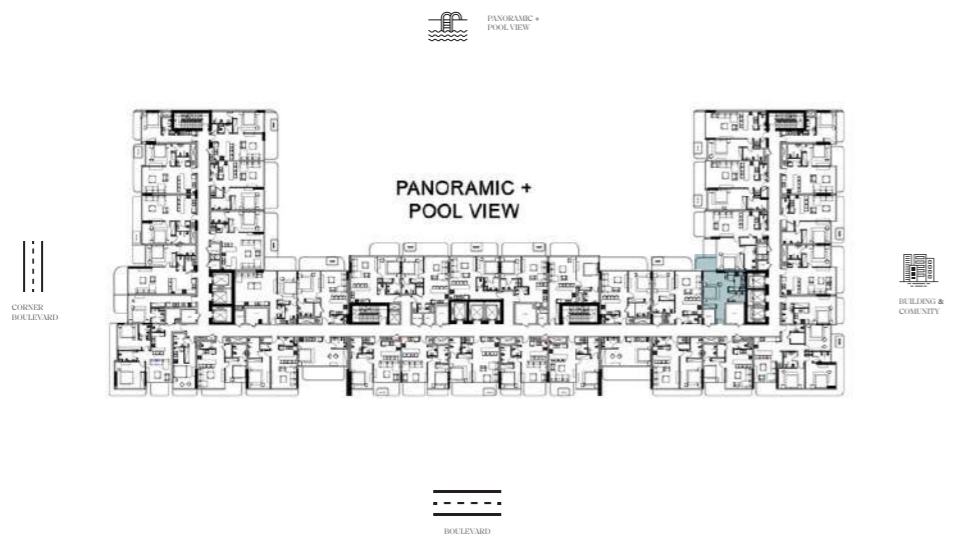 PANORAMIC +
POOL VIEW
PANORAMIC +
POOL VIEW
CORNER
BOULEVARD
BUILDING &
COMUNITY
BOULEVARD